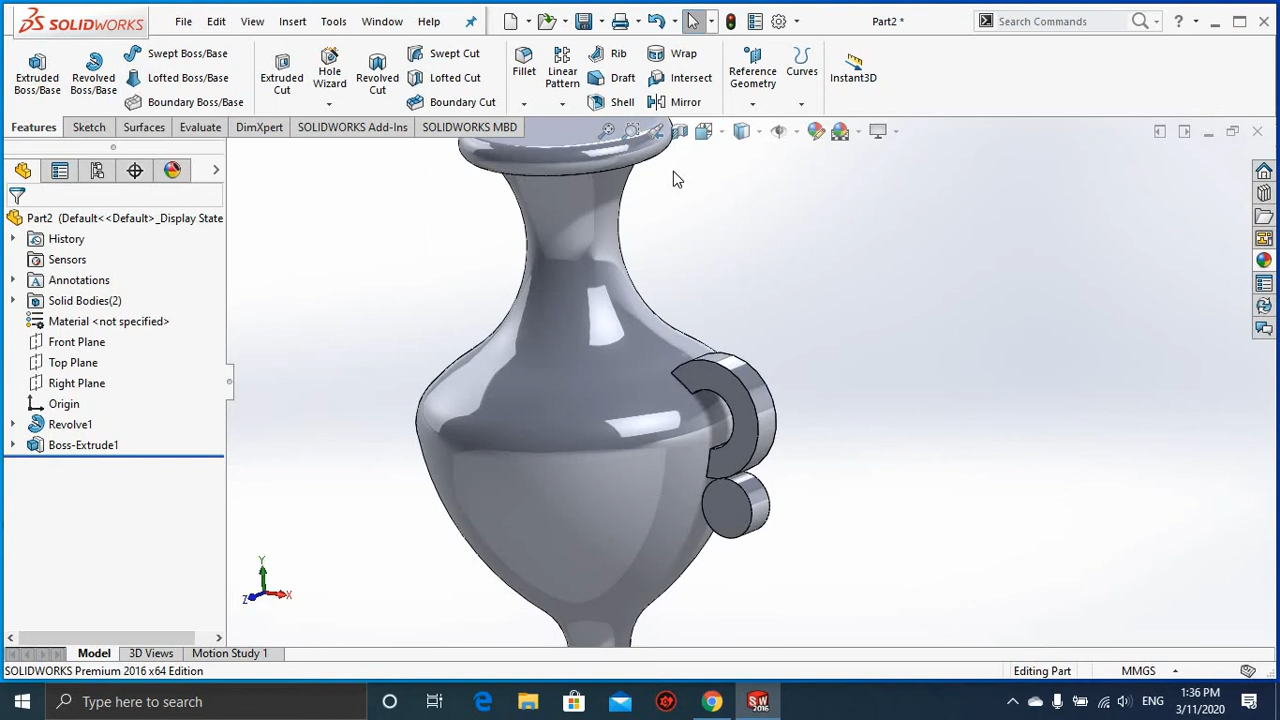 SOLIDWORKS File Edit View Insert Tools Window Help Part2 * Search Commands ?
Extruded Boss/Base
Revolved Boss/Base
Swept Boss/Base
Lofted Boss/Base
Boundary Boss/Base
Extruded Cut
Hole Wizard
Revolved Cut
Swept Cut
Lofted Cut
Boundary Cut
Fillet
Linear Pattern
Rib
Draft
Shell
Wrap
Intersect
Mirror
Reference Geometry
Curves
Instant3D
Features Sketch Surfaces Evaluate DimXpert SOLIDWORKS Add-Ins SOLIDWORKS MBD
Part2 (Default<<Default>_Display State
History
Sensors
Annotations
Solid Bodies(2)
Material <not specified>
Front Plane
Top Plane
Right Plane
Origin
Revolve1
Boss-Extrude1
Y
Z X
Model 3D Views Motion Study 1
SOLIDWORKS Premium 2016 x64 Edition Editing Part MMGS
Type here to search SW 2016 ENG 1:36 PM
3/11/2020